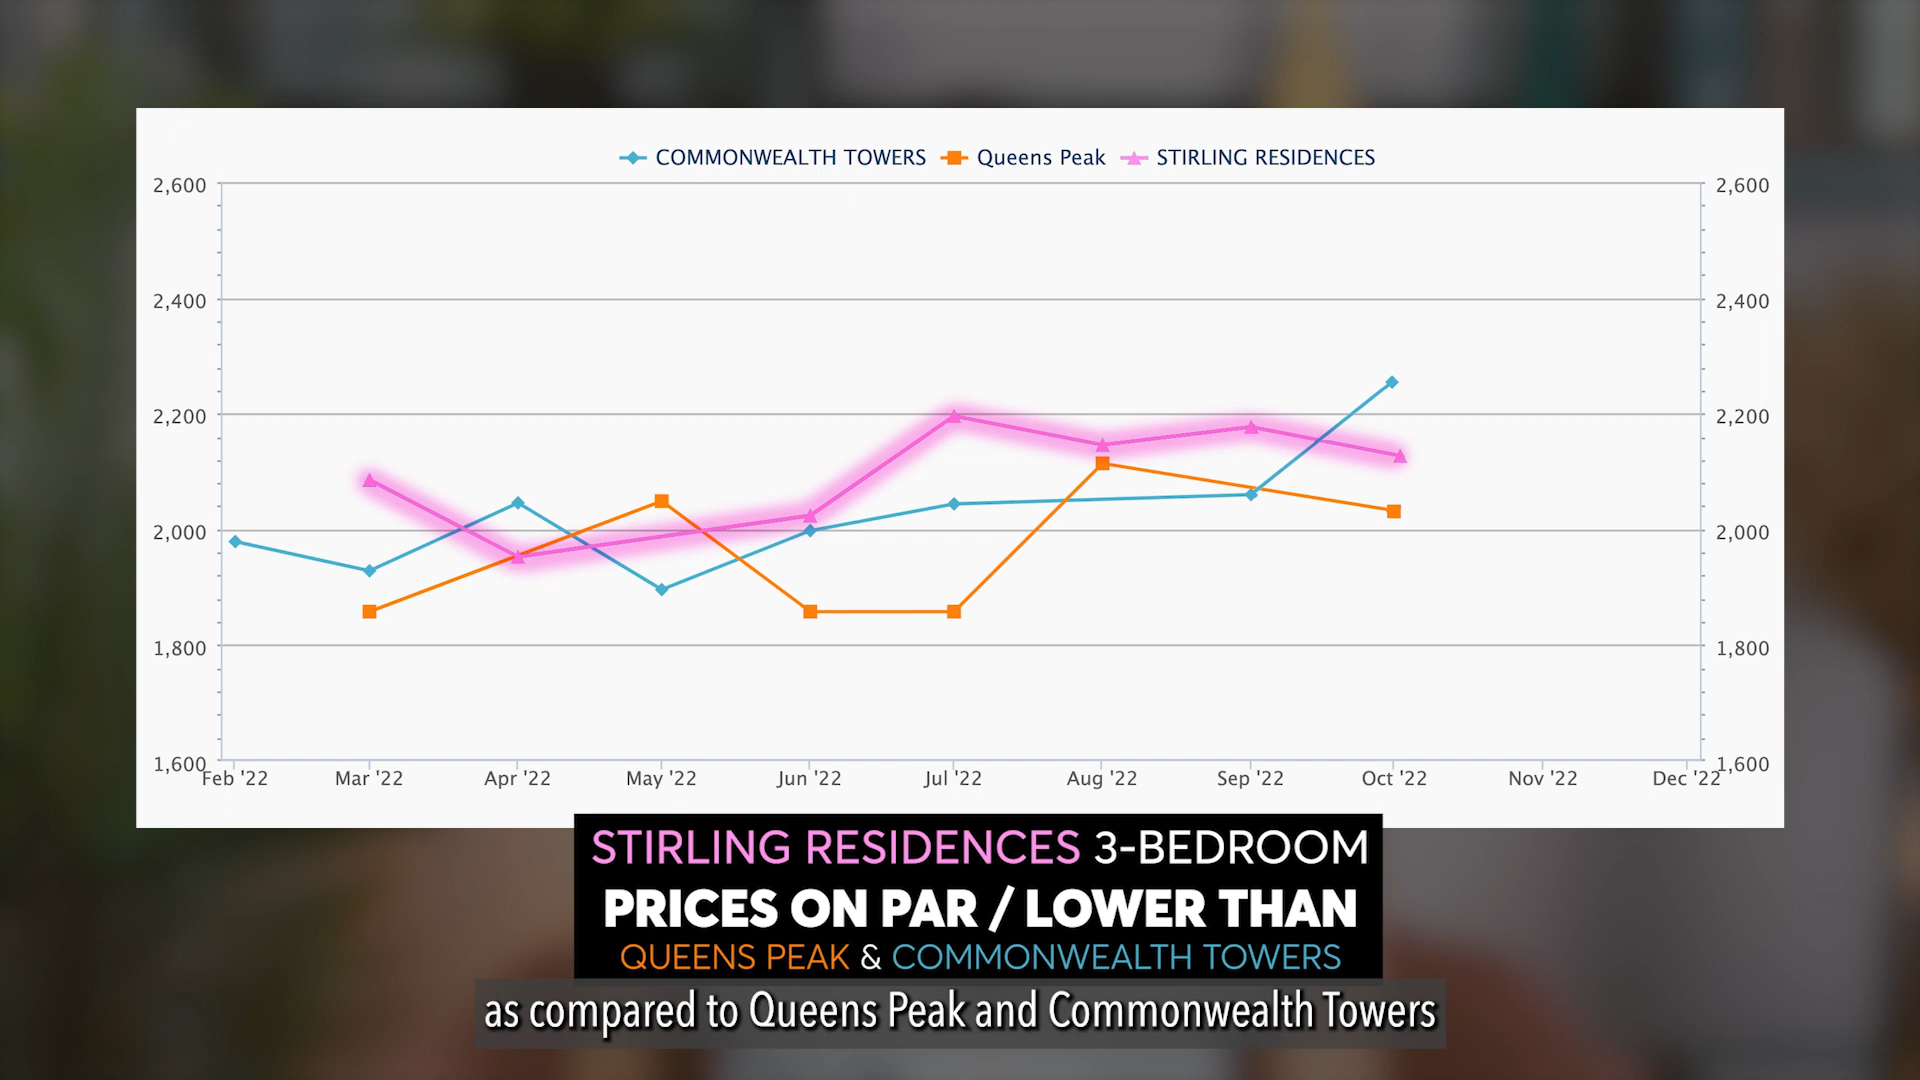 COMMONWEALTH TOWERS Queens Peak STIRLING RESIDENCES
2,600 2,600
2,400 2,400
2,200 2,200
2,000 2,000
1,800 1,800
1,600 1,600
Feb '22 Mar '22 Apr '22 May '22 Jun '22 Jul '22 Aug '22 Sep '22 Oct '22 Nov '22 Dec '22
STIRLING RESIDENCES 3-BEDROOM
PRICES ON PAR / LOWER THAN
QUEENS PEAK & COMMONWEALTH TOWERS
as compared to Queens Peak and Commonwealth Towers